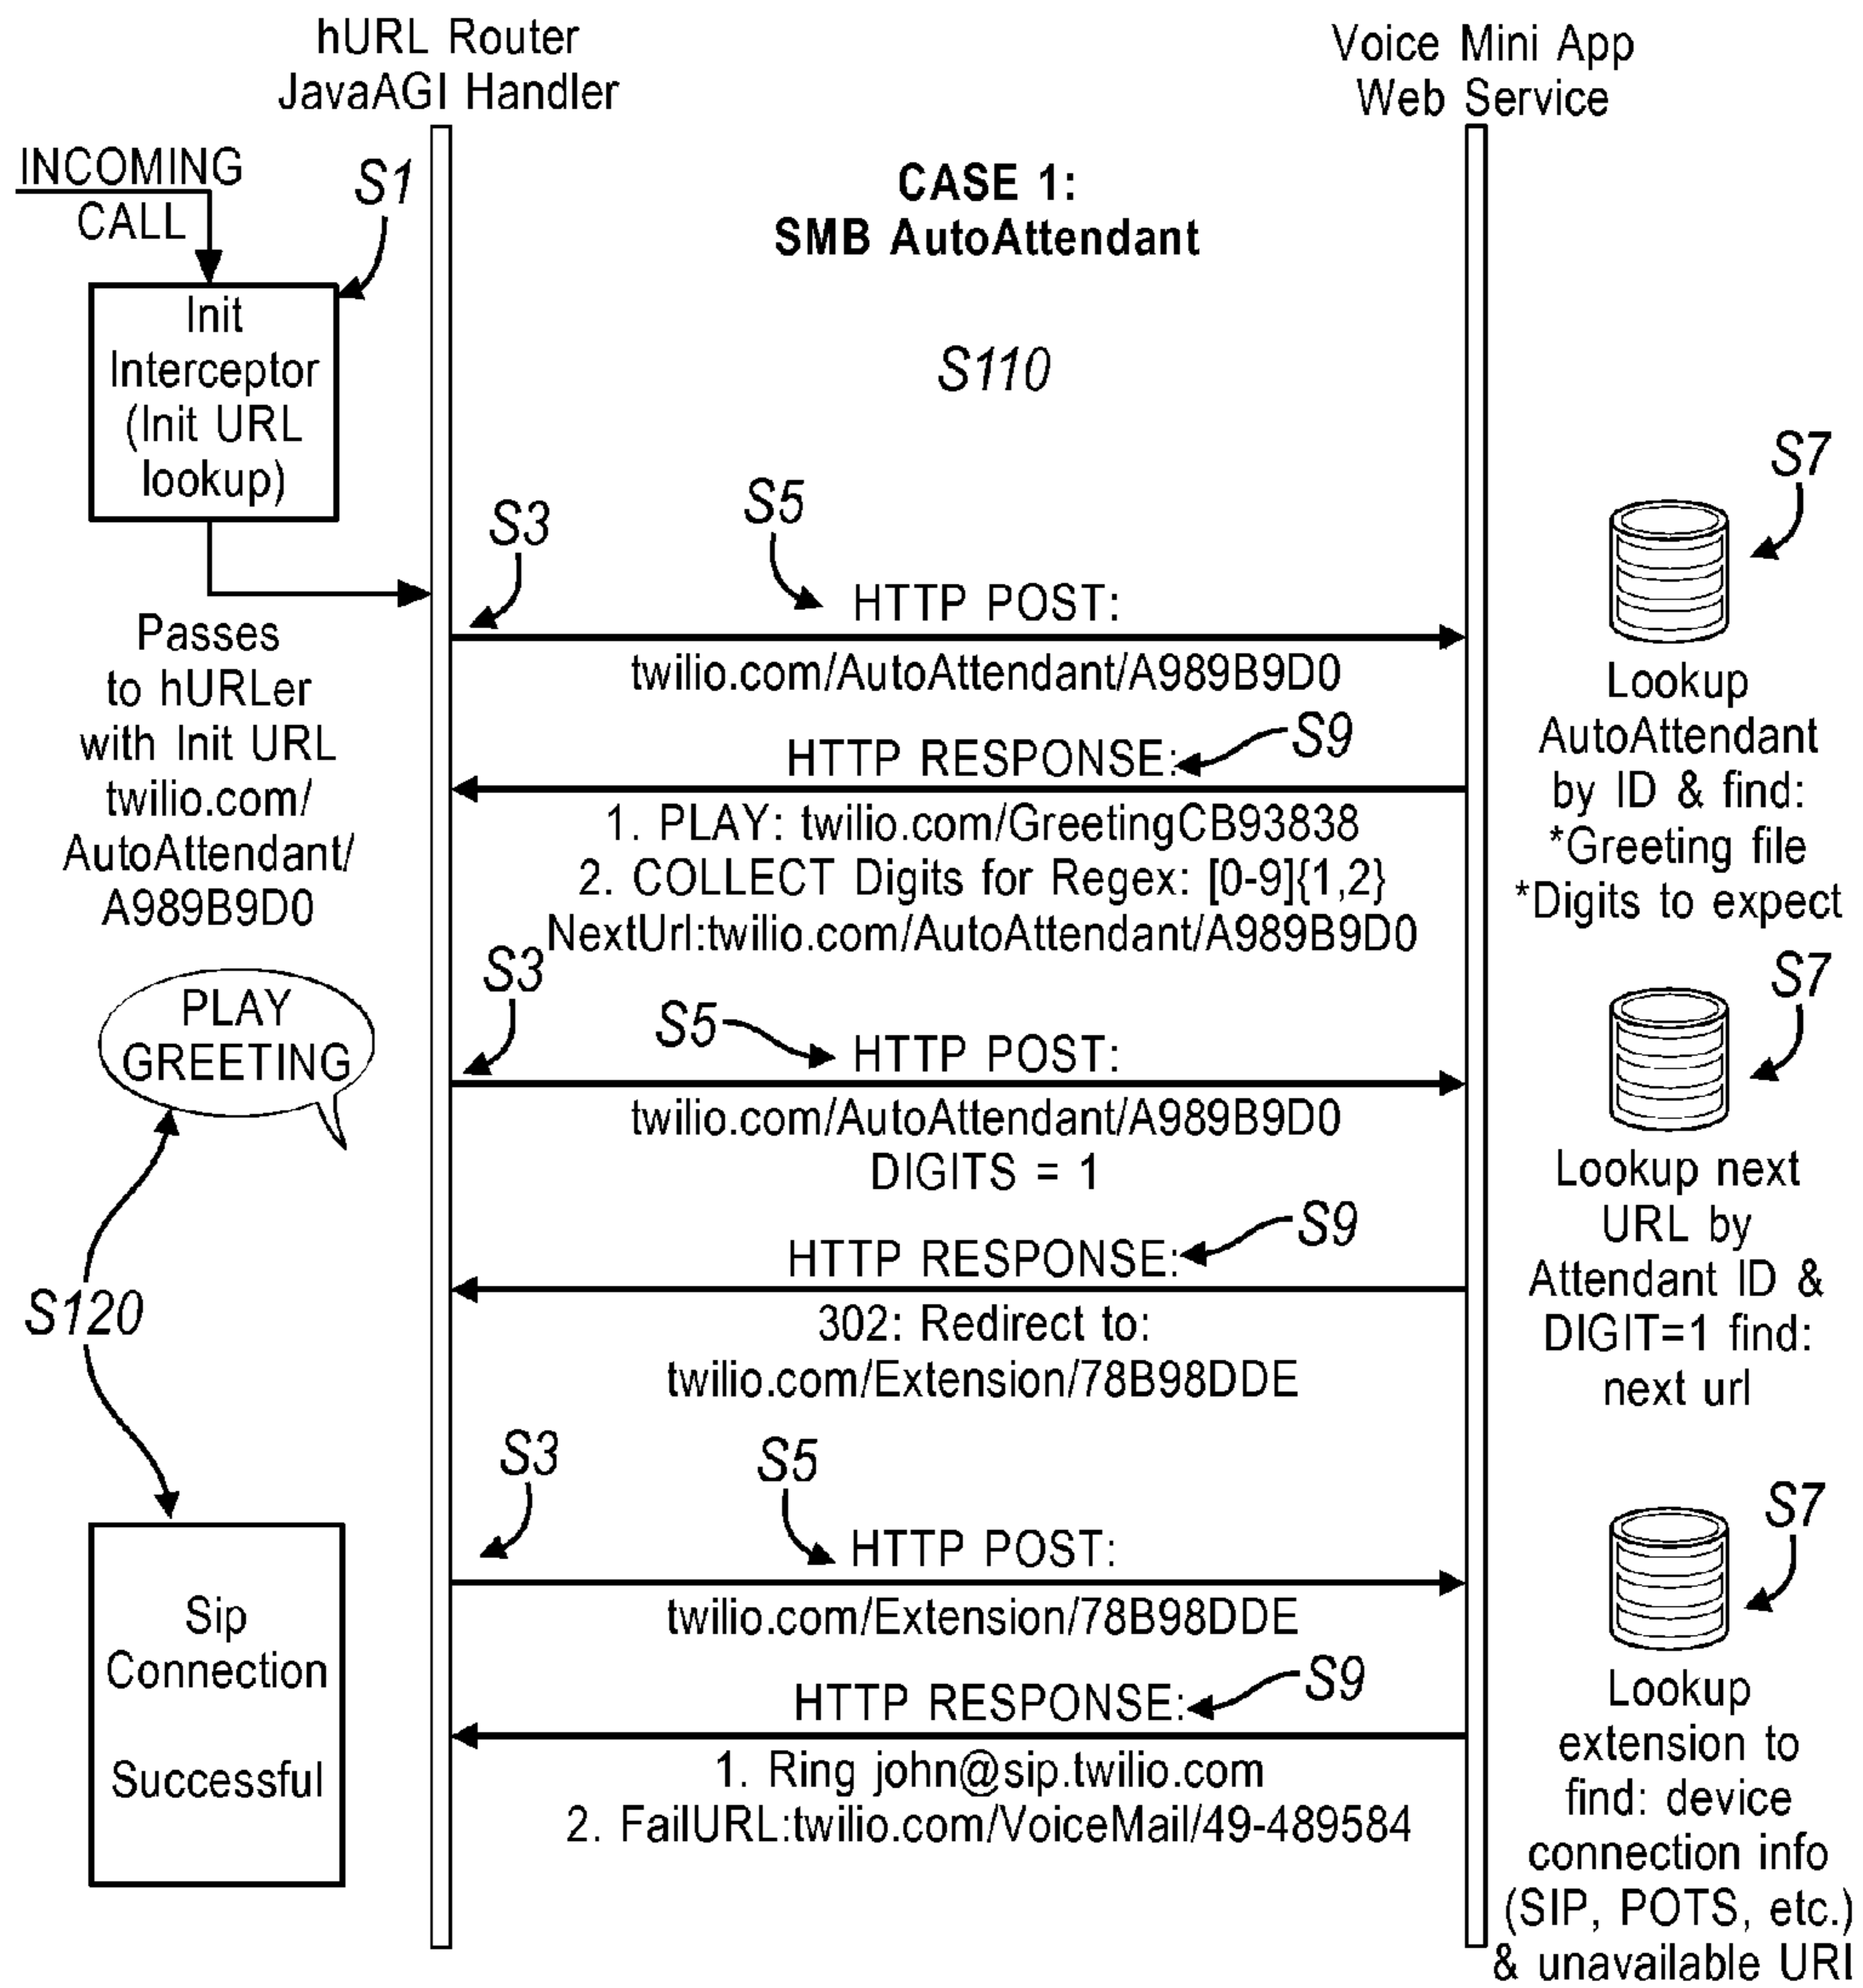 hURL Router
JavaAGI Handler
Voice Mini App
Web Service
INCOMING
CALL
S1
CASE 1:
SMB AutoAttendant
Init
Interceptor
(Init URL
lookup)
S110
S7
S3
S5
HTTP POST:
twilio.com/AutoAttendant/A989B9D0
Passes
to hURLer
with Init URL
twilio.com/
AutoAttendant/
A989B9D0
Lookup
AutoAttendant
by ID & find:
*Greeting file
*Digits to expect
HTTP RESPONSE:
S9
1. PLAY: twilio.com/GreetingCB93838
2. COLLECT Digits for Regex: [0-9]{1,2}
NextUrl:twilio.com/AutoAttendant/A989B9D0
S3
S7
PLAY
GREETING
S5
HTTP POST:
twilio.com/AutoAttendant/A989B9D0
DIGITS = 1
Lookup next
URL by
Attendant ID &
DIGIT=1 find:
next url
S9
HTTP RESPONSE:
S120
302: Redirect to:
twilio.com/Extension/78B98DDE
S3
S5
S7
HTTP POST:
twilio.com/Extension/78B98DDE
Sip
Connection
Successful
S9
HTTP RESPONSE:
1. Ring john@sip.twilio.com
2. FailURL:twilio.com/VoiceMail/49-489584
Lookup
extension to
find: device
connection info
(SIP, POTS, etc.)
& unavailable URI